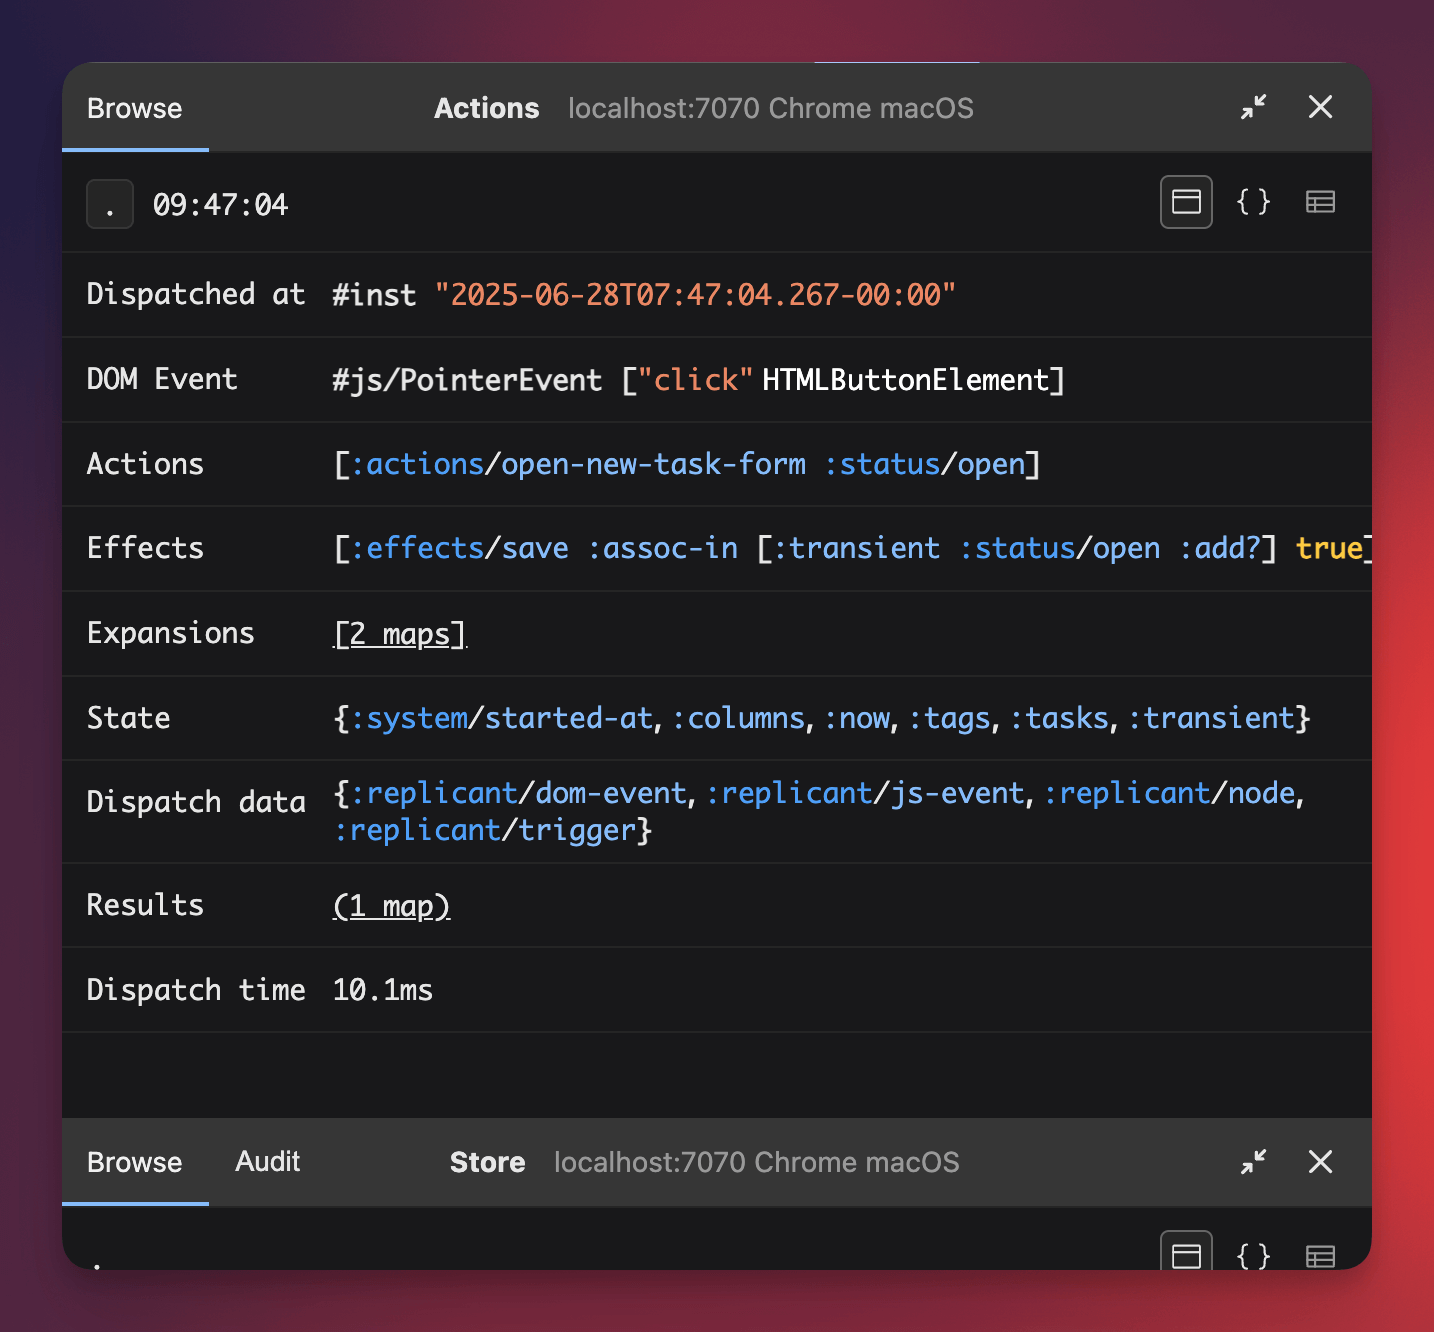 Browse Actions localhost:7070 Chrome macOS
. 09:47:04 { }
Dispatched at #inst "2025-06-28T07:47:04.267-00:00"
DOM Event #js/PointerEvent ["click" HTMLButtonElement]
Actions [:actions/open-new-task-form :status/open]
Effects [:effects/save :assoc-in [:transient :status/open :add?] true]
Expansions [2 maps]
State {:system/started-at, :columns, :now, :tags, :tasks, :transient}
Dispatch data {:replicant/dom-event, :replicant/js-event, :replicant/node,
:replicant/trigger}
Results (1 map)
Dispatch time 10.1ms
Browse Audit Store localhost:7070 Chrome macOS
. { }